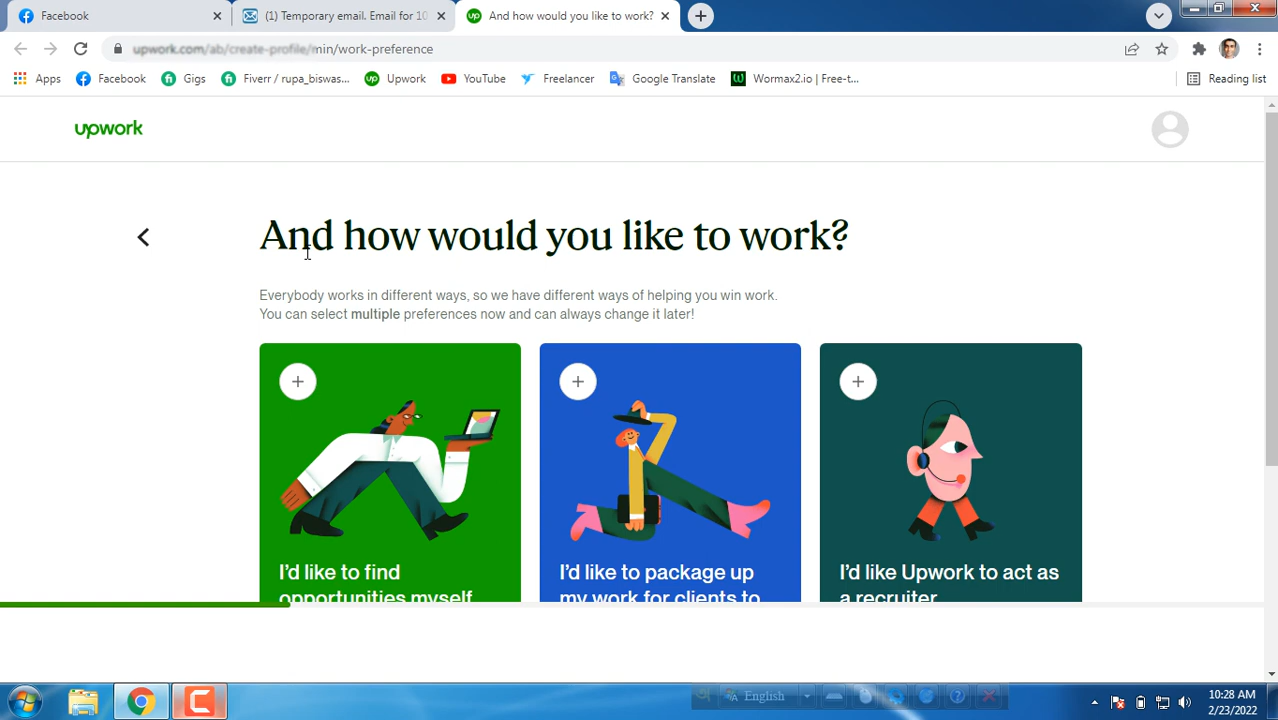 Facebook
(1) Temporary email. Email for 10
And how would you like to work?
upwork.com/ab/create-profile/min/work-preference
Apps
Facebook
Gigs
Fiverr / rupa_biswas...
Upwork
YouTube
Freelancer
Google Translate
Wormax2.io | Free-t...
Reading list
upwork
And how would you like to work?
Everybody works in different ways, so we have different ways of helping you win work.
You can select multiple preferences now and can always change it later!
I'd like to find
opportunities myself
I'd like to package up
my work for clients to
I'd like Upwork to act as
a recruiter
English
10:28 AM
2/23/2022